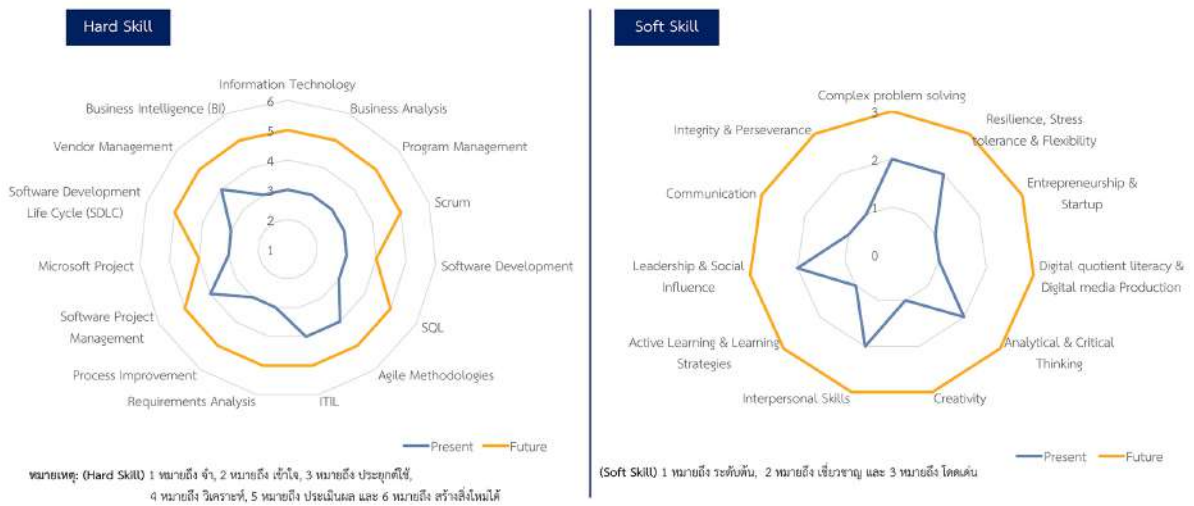 Hard Skill
Information Technology
Business Analysis
Program Management
Scrum
Software Development
SQL
Agile Methodologies
ITIL
Requirements Analysis
Process Improvement
Software Project
Management
Microsoft Project
Software Development
Life Cycle (SDLC)
Vendor Management
Business Intelligence (BI)
6
5
4
3
2
1
Present
Future
หมายเหตุ: (Hard Skill) 1 หมายถึง จำ, 2 หมายถึง เข้าใจ, 3 หมายถึง ประยุกต์ใช้,
4 หมายถึง วิเคราะห์, 5 หมายถึง ประเมินผล และ 6 หมายถึง สร้างสิ่งใหม่ได้
Soft Skill
Complex problem solving
Resilience, Stress
tolerance & Flexibility
Entrepreneurship &
Startup
Digital quotient literacy &
Digital media Production
Analytical & Critical
Thinking
Creativity
Interpersonal Skills
Active Learning & Learning
Strategies
Leadership & Social
Influence
Communication
Integrity & Perseverance
3
2
1
0
Present
Future
(Soft Skill) 1 หมายถึง ระดับต้น, 2 หมายถึง เชี่ยวชาญ และ 3 หมายถึง โดดเด่น